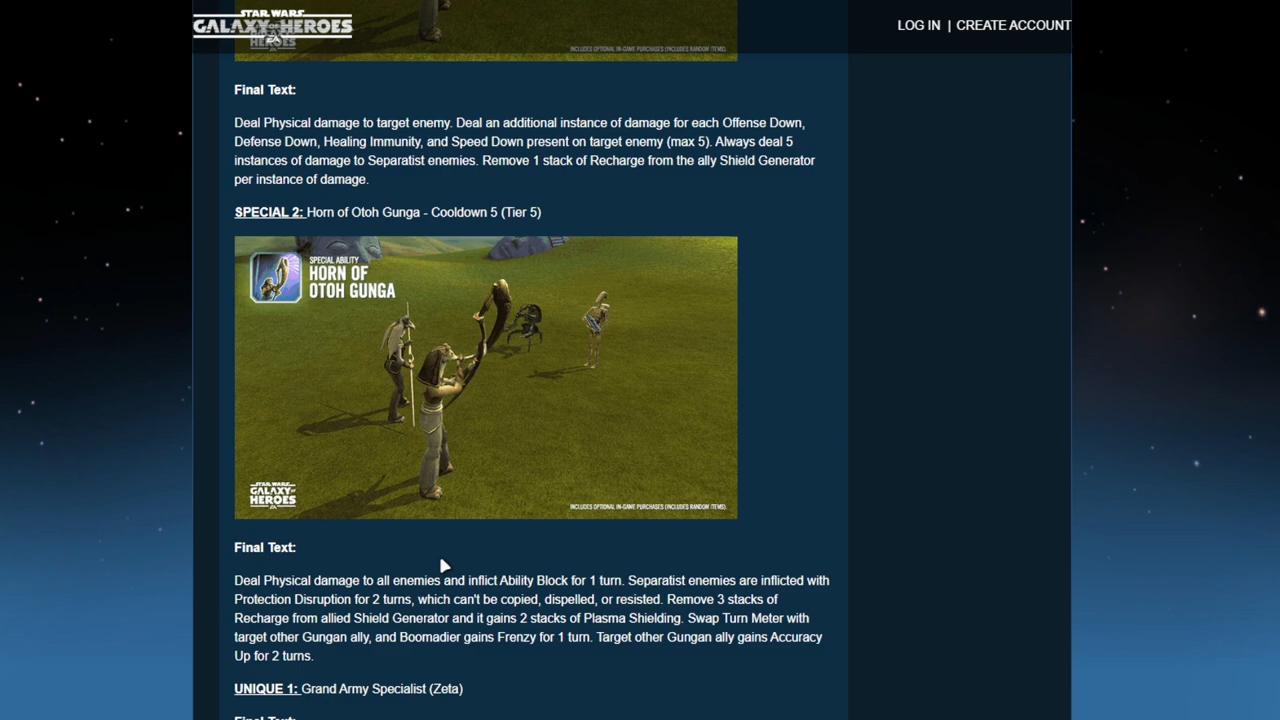 STAR WARS
GALAXY OF HEROES
LOG IN | CREATE ACCOUNT
HEROES
INCLUDES OPTIONAL IN-GAME PURCHASES (INCLUDES RANDOM ITEMS).
Final Text:
Deal Physical damage to target enemy. Deal an additional instance of damage for each Offense Down,
Defense Down, Healing Immunity, and Speed Down present on target enemy (max 5). Always deal 5
instances of damage to Separatist enemies. Remove 1 stack of Recharge from the ally Shield Generator
per instance of damage.
SPECIAL 2: Horn of Otoh Gunga - Cooldown 5 (Tier 5)
SPECIAL ABILITY
HORN OF
OTOH GUNGA
STAR WARS
GALAXY OF
HEROES
INCLUDES OPTIONAL IN-GAME PURCHASES (INCLUDES RANDOM ITEMS).
Final Text:
Deal Physical damage to all enemies and inflict Ability Block for 1 turn. Separatist enemies are inflicted with
Protection Disruption for 2 turns, which can't be copied, dispelled, or resisted. Remove 3 stacks of
Recharge from allied Shield Generator and it gains 2 stacks of Plasma Shielding. Swap Turn Meter with
target other Gungan ally, and Boomadier gains Frenzy for 1 turn. Target other Gungan ally gains Accuracy
Up for 2 turns.
UNIQUE 1: Grand Army Specialist (Zeta)
Final Text: